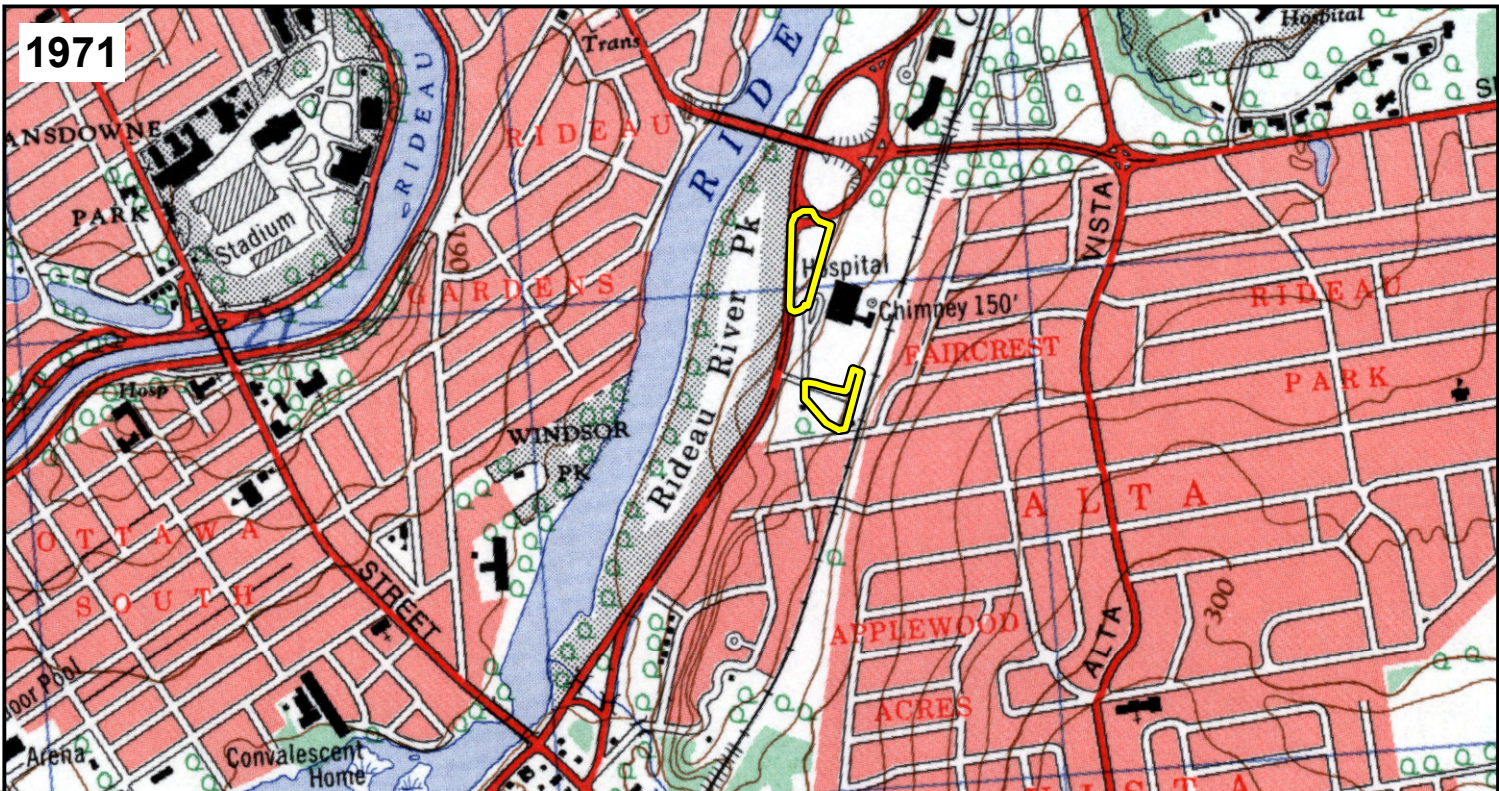 1971
Hospital
Trans
RIDEAU
ANSDOWNE
PARK
Stadium
RIDEAU
RIDE
190
GARDENS
Rideau River Pk
Hospital
Chimney 150'
VISTA
RIDEAU
PARK
FAIRCREST
Hosp
WINDSOR
PK
OTTAWA
SOUTH
STREET
ALTA
300
APPLEWOOD
ACRES
ALTA
oor Pool
Arena
Convalescent
Home
VISTA